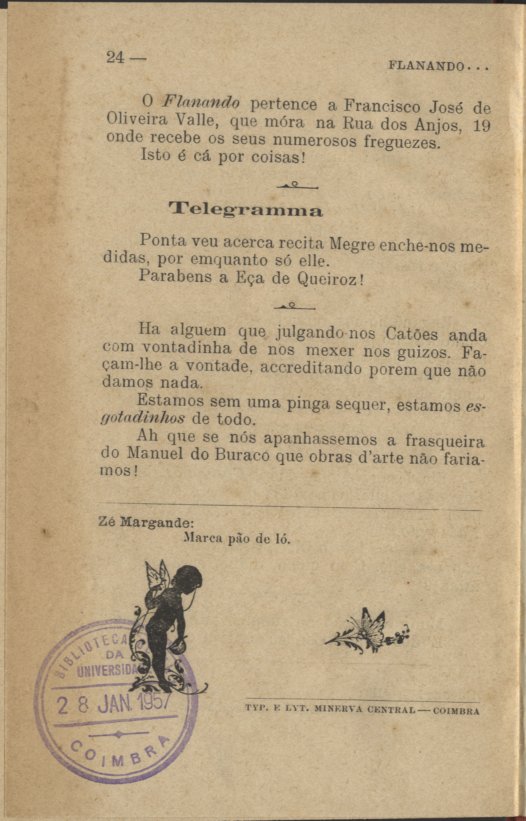 24 —
FLANANDO...
O Flanando pertence a Francisco José de
Oliveira Valle, que móra na Rua dos Anjos, 19
onde recebe os seus numerosos freguezes.
Isto é cá por coisas!
Telegramma
Ponta veu acerca recita Megre enche-nos me-
didas, por emquanto só elle.
Parabens a Eça de Queiroz!
Ha alguem que julgando-nos Catões anda
com vontadinha de nos mexer nos guizos. Fa-
çam-lhe a vontade, accreditando porem que não
damos nada.
Estamos sem uma pinga sequer, estamos es-
gotadinhos de todo.
Ah que se nós apanhassemos a frasqueira
do Manuel do Buraco que obras d'arte não faria-
mos!
Zé Margande:
Marca pão de ló.
BIBLIOTECA
DA
UNIVERSIDA
28 JAN. 1957
COIMBRA
TYP. E LYT. MINERVA CENTRAL — COIMBRA